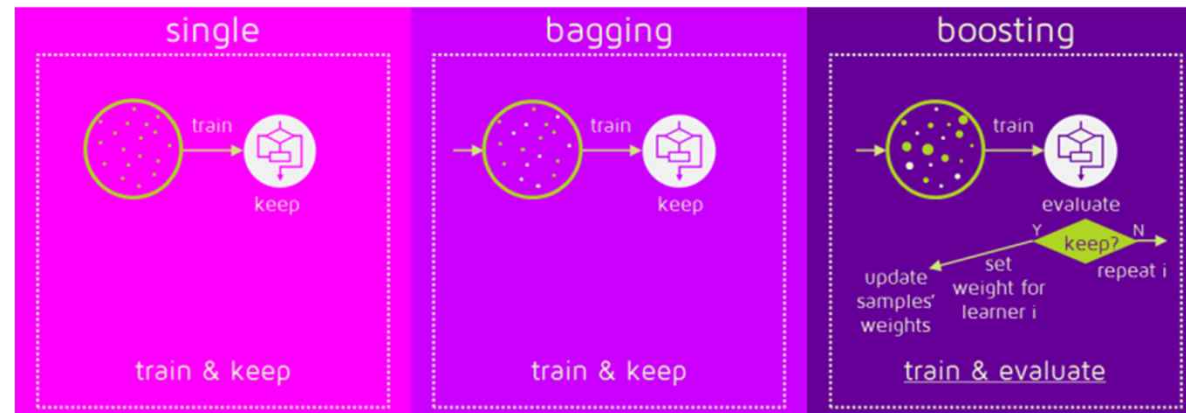 single
train
keep
train & keep
bagging
train
keep
train & keep
boosting
train
evaluate
Y
keep?
N
repeat i
set
weight for
learner i
update
samples'
weights
train & evaluate